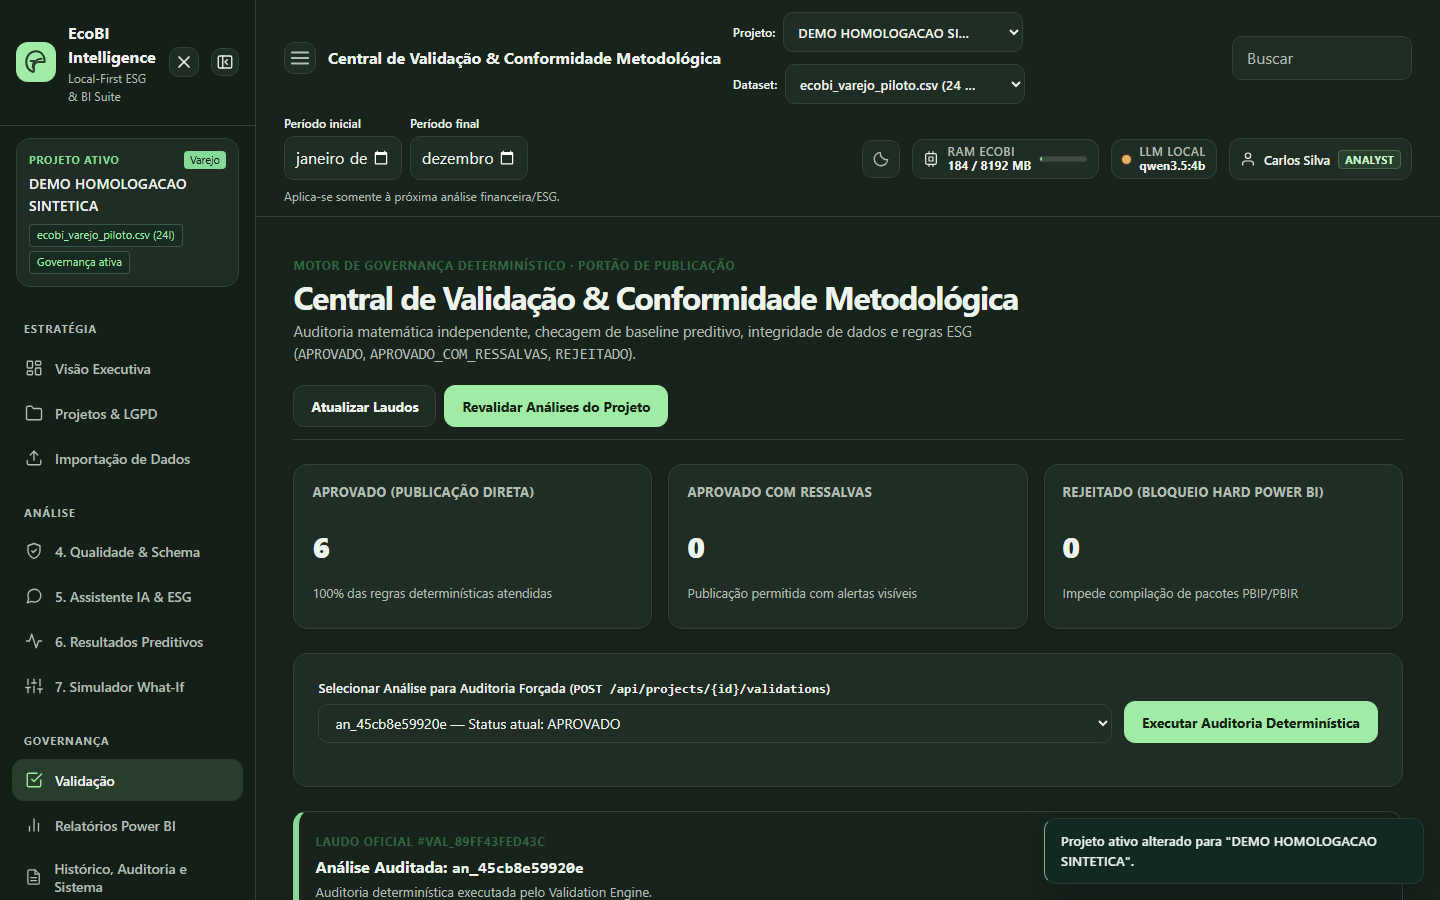 EcoBI
Intelligence
Local-First ESG
& BI Suite
PROJETO ATIVO
Varejo
DEMO HOMOLOGACAO
SINTETICA
ecobi_varejo_piloto.csv (24l)
Governança ativa
ESTRATÉGIA
Visão Executiva
Projetos & LGPD
Importação de Dados
ANÁLISE
4. Qualidade & Schema
5. Assistente IA & ESG
6. Resultados Preditivos
7. Simulador What-If
GOVERNANÇA
Validação
Relatórios Power BI
Histórico, Auditoria e
Sistema
Central de Validação & Conformidade Metodológica
Projeto:
DEMO HOMOLOGACAO SI...
Dataset:
ecobi_varejo_piloto.csv (24 ...
Buscar
Período inicial
Período final
janeiro de
dezembro
Aplica-se somente à próxima análise financeira/ESG.
RAM ECOBI
184 / 8192 MB
LLM LOCAL
qwen3.5:4b
Carlos Silva
ANALYST
MOTOR DE GOVERNANÇA DETERMINÍSTICO · PORTÃO DE PUBLICAÇÃO
Central de Validação & Conformidade Metodológica
Auditoria matemática independente, checagem de baseline preditivo, integridade de dados e regras ESG
(APROVADO, APROVADO_COM_RESSALVAS, REJEITADO).
Atualizar Laudos
Revalidar Análises do Projeto
APROVADO (PUBLICAÇÃO DIRETA)
6
100% das regras determinísticas atendidas
APROVADO COM RESSALVAS
0
Publicação permitida com alertas visíveis
REJEITADO (BLOQUEIO HARD POWER BI)
0
Impede compilação de pacotes PBIP/PBIR
Selecionar Análise para Auditoria Forçada (POST /api/projects/{id}/validations)
an_45cb8e59920e — Status atual: APROVADO
Executar Auditoria Determinística
LAUDO OFICIAL #VAL_89FF43FED43C
Análise Auditada: an_45cb8e59920e
Auditoria determinística executada pelo Validation Engine.
Projeto ativo alterado para "DEMO HOMOLOGACAO
SINTETICA".